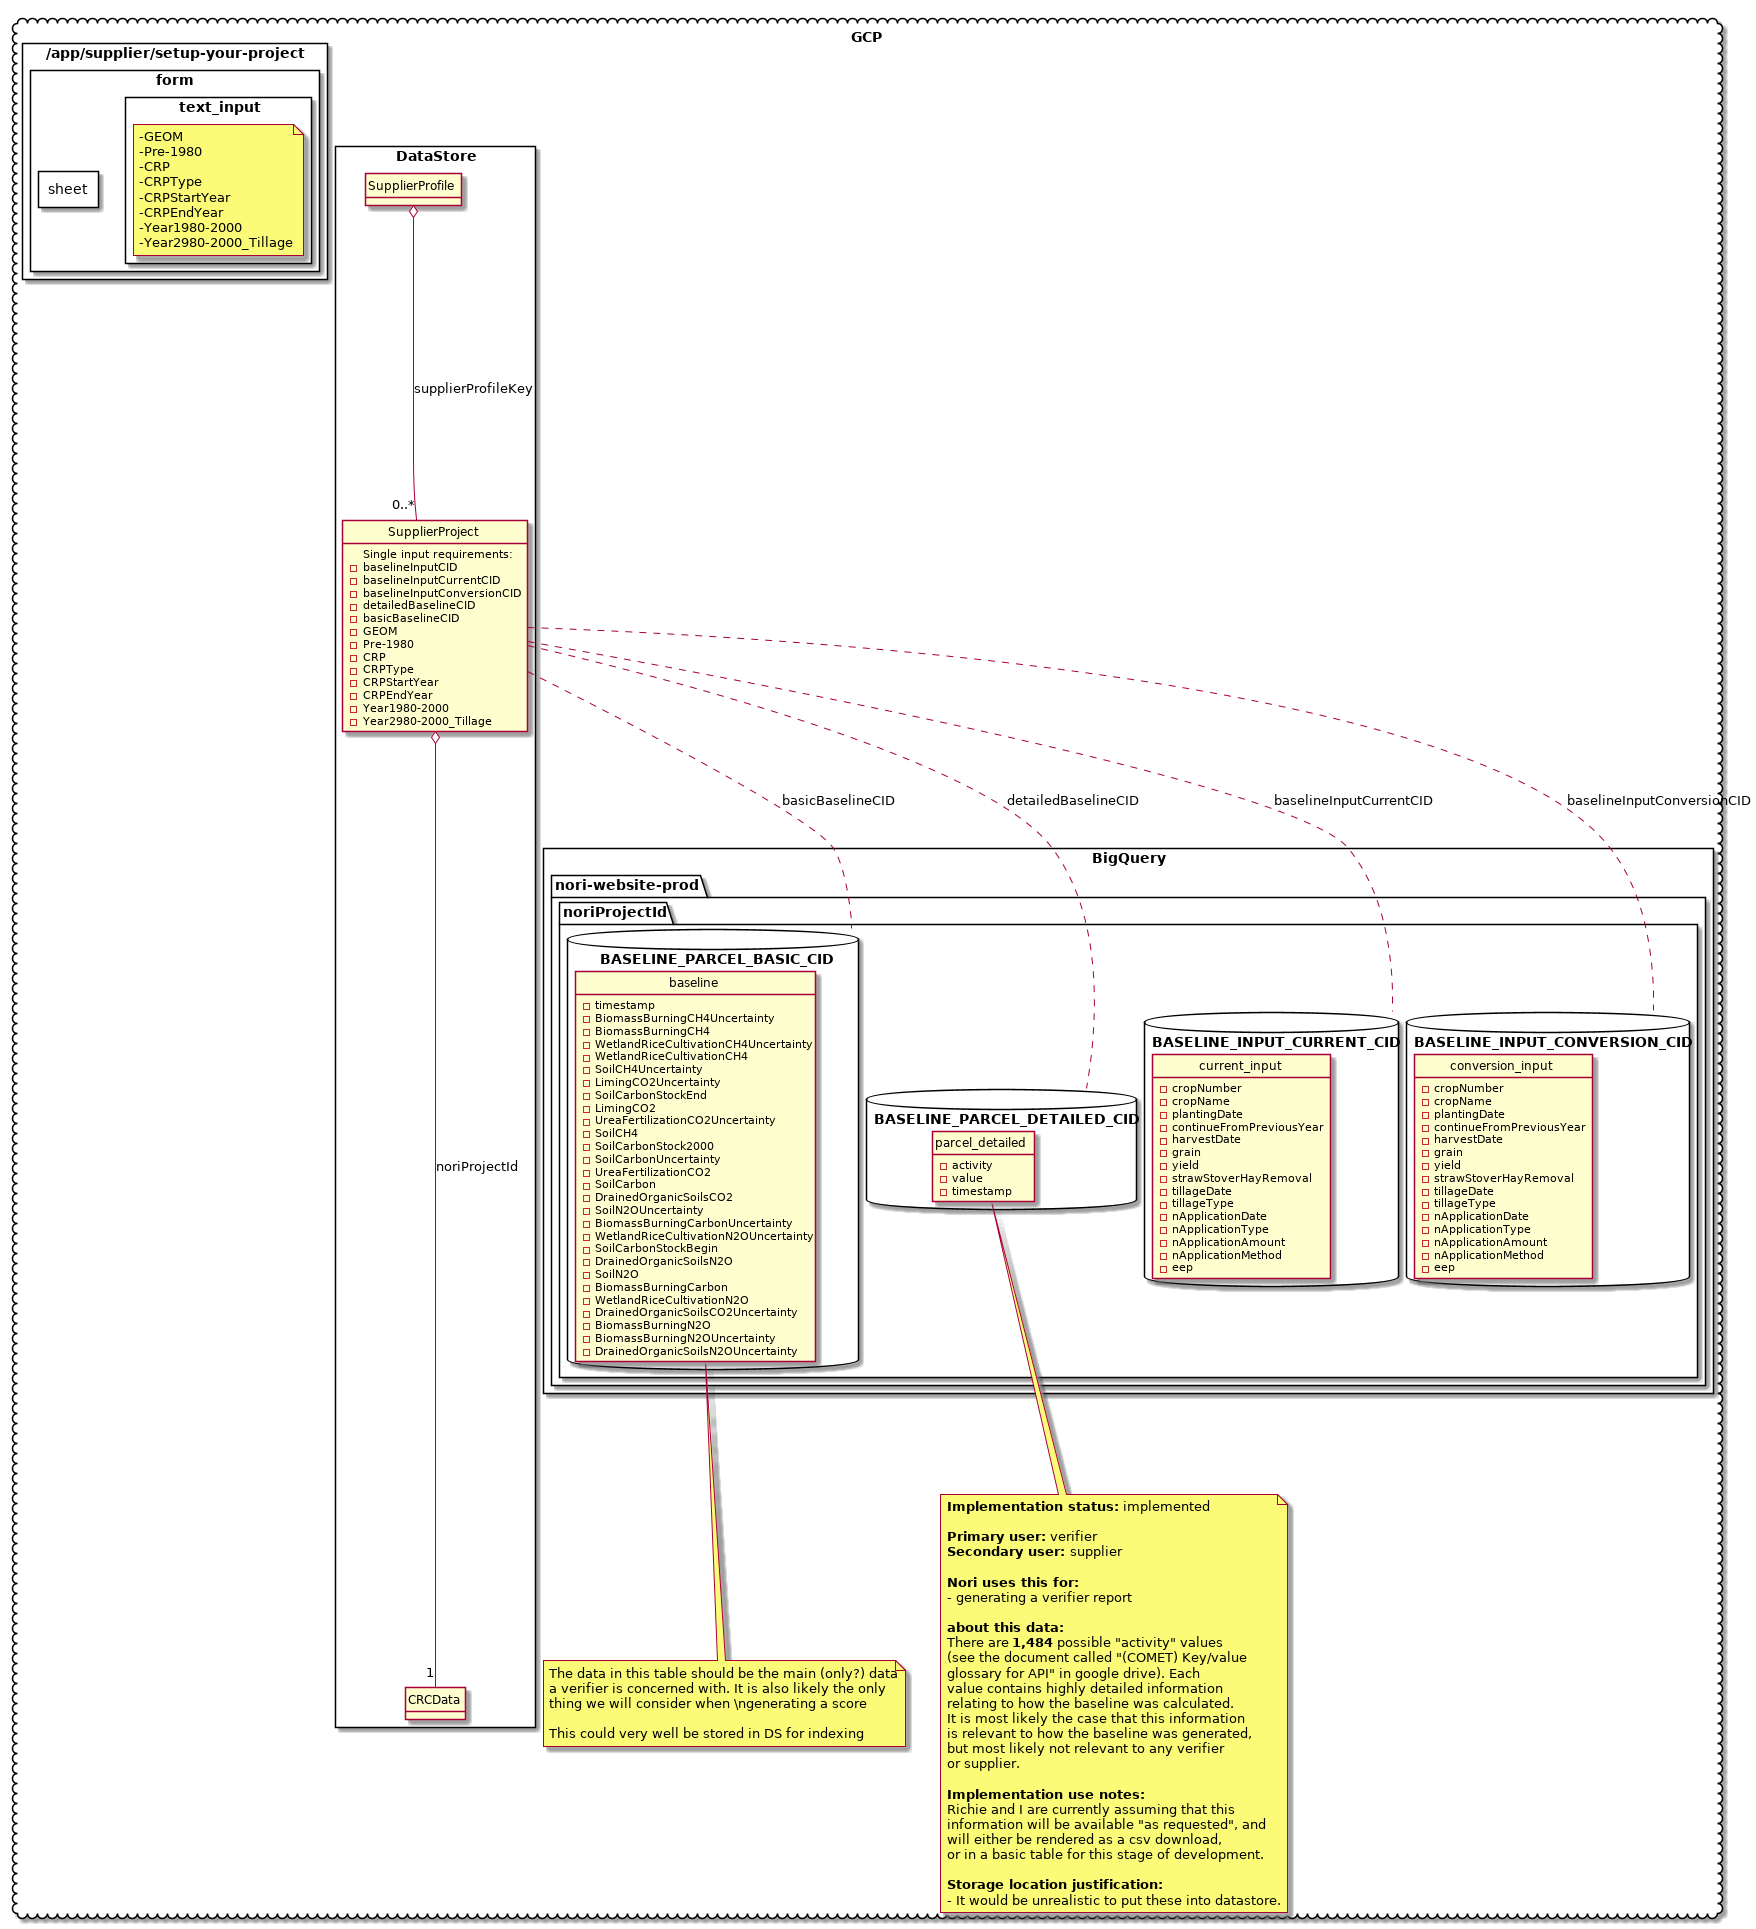 GCP
/app/supplier/setup-your-project
form
text_input
-GEOM
-Pre-1980
-CRP
-CRPType
-CRPStartYear
-CRPEndYear
-Year1980-2000
-Year2980-2000_Tillage
sheet
DataStore
SupplierProfile
supplierProfileKey
0..*
SupplierProject
Single input requirements:
baselineInputCID
baselineInputCurrentCID
baselineInputConversionCID
detailedBaselineCID
basicBaselineCID
GEOM
Pre-1980
CRP
CRPType
CRPStartYear
CRPEndYear
Year1980-2000
Year2980-2000_Tillage
basicBaselineCID
detailedBaselineCID
baselineInputCurrentCID
baselineInputConversionCID
noriProjectId
1
CRCData
BigQuery
nori-website-prod
noriProjectId
BASELINE_PARCEL_BASIC_CID
baseline
timestamp
BiomassBurningCH4Uncertainty
BiomassBurningCH4
WetlandRiceCultivationCH4Uncertainty
WetlandRiceCultivationCH4
SoilCH4Uncertainty
LimingCO2Uncertainty
SoilCarbonStockEnd
LimingCO2
UreaFertilizationCO2Uncertainty
SoilCH4
SoilCarbonStock2000
SoilCarbonUncertainty
UreaFertilizationCO2
SoilCarbon
DrainedOrganicSoilsCO2
SoilN2OUncertainty
BiomassBurningCarbonUncertainty
WetlandRiceCultivationN2OUncertainty
SoilCarbonStockBegin
DrainedOrganicSoilsN2O
SoilN2O
BiomassBurningCarbon
WetlandRiceCultivationN2O
DrainedOrganicSoilsCO2Uncertainty
BiomassBurningN2O
BiomassBurningN2OUncertainty
DrainedOrganicSoilsN2OUncertainty
BASELINE_PARCEL_DETAILED_CID
parcel_detailed
activity
value
timestamp
BASELINE_INPUT_CURRENT_CID
current_input
cropNumber
cropName
plantingDate
continueFromPreviousYear
harvestDate
grain
yield
strawStoverHayRemoval
tillageDate
tillageType
nApplicationDate
nApplicationType
nApplicationAmount
nApplicationMethod
eep
BASELINE_INPUT_CONVERSION_CID
conversion_input
cropNumber
cropName
plantingDate
continueFromPreviousYear
harvestDate
grain
yield
strawStoverHayRemoval
tillageDate
tillageType
nApplicationDate
nApplicationType
nApplicationAmount
nApplicationMethod
eep
The data in this table should be the main (only?) data
a verifier is concerned with. It is also likely the only
thing we will consider when \ngenerating a score
This could very well be stored in DS for indexing
Implementation status: implemented
Primary user: verifier
Secondary user: supplier
Nori uses this for:
- generating a verifier report
about this data:
There are 1,484 possible "activity" values
(see the document called "(COMET) Key/value
glossary for API" in google drive). Each
value contains highly detailed information
relating to how the baseline was calculated.
It is most likely the case that this information
is relevant to how the baseline was generated,
but most likely not relevant to any verifier
or supplier.
Implementation use notes:
Richie and I are currently assuming that this
information will be available "as requested", and
will either be rendered as a csv download,
or in a basic table for this stage of development.
Storage location justification:
- It would be unrealistic to put these into datastore.